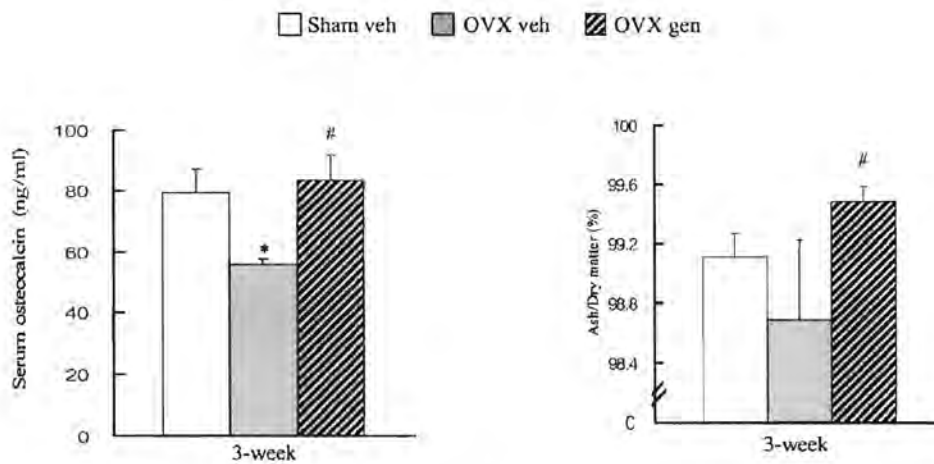 Sham veh OVX veh OVX gen
Serum osteocalcin (ng/ml)
100
80
60
40
20
0
*
#
3-week
Ash/Dry matter (%)
100
99.6
99.2
98.8
98.4
C
#
3-week